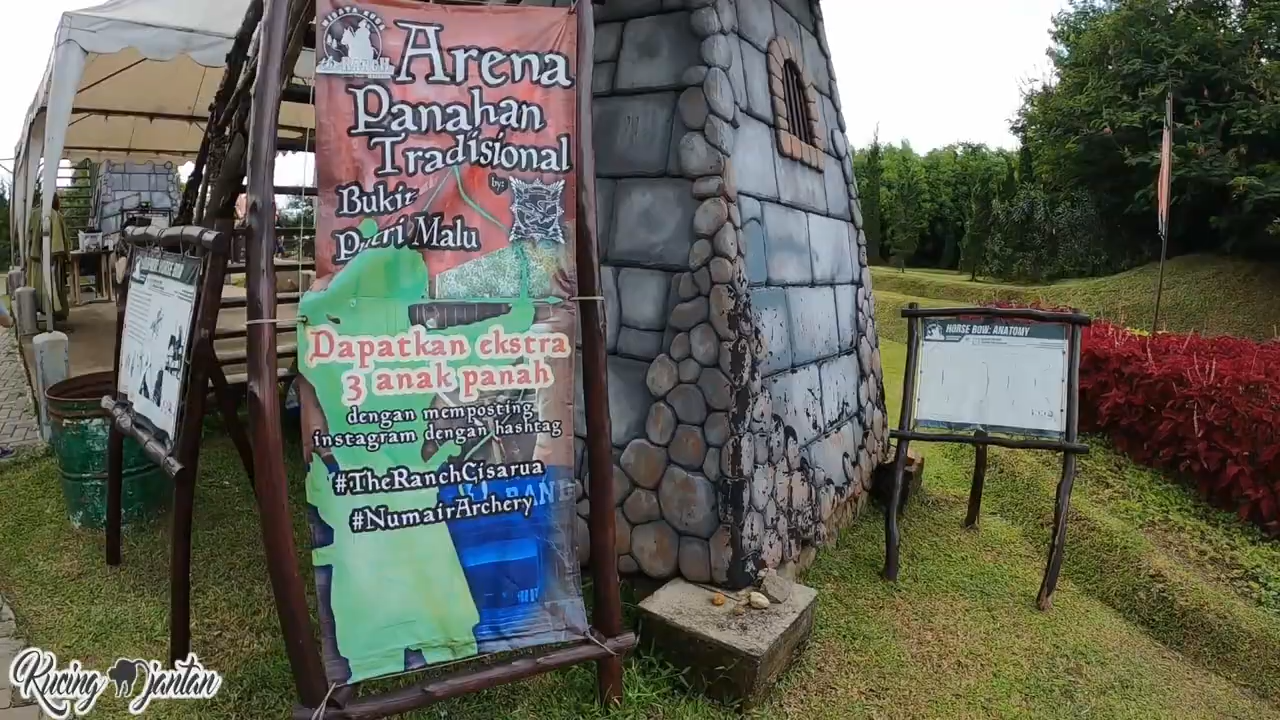 Arena
Panahan
Tradisional
by:
Bukit
Putri Malu
Dapatkan ekstra
3 anak panah
dengan memposting
instagram dengan hashtag
#TheRanchCisarua
#NumairArchery
HORSE BOW: ANATOMY
Kucing jantan